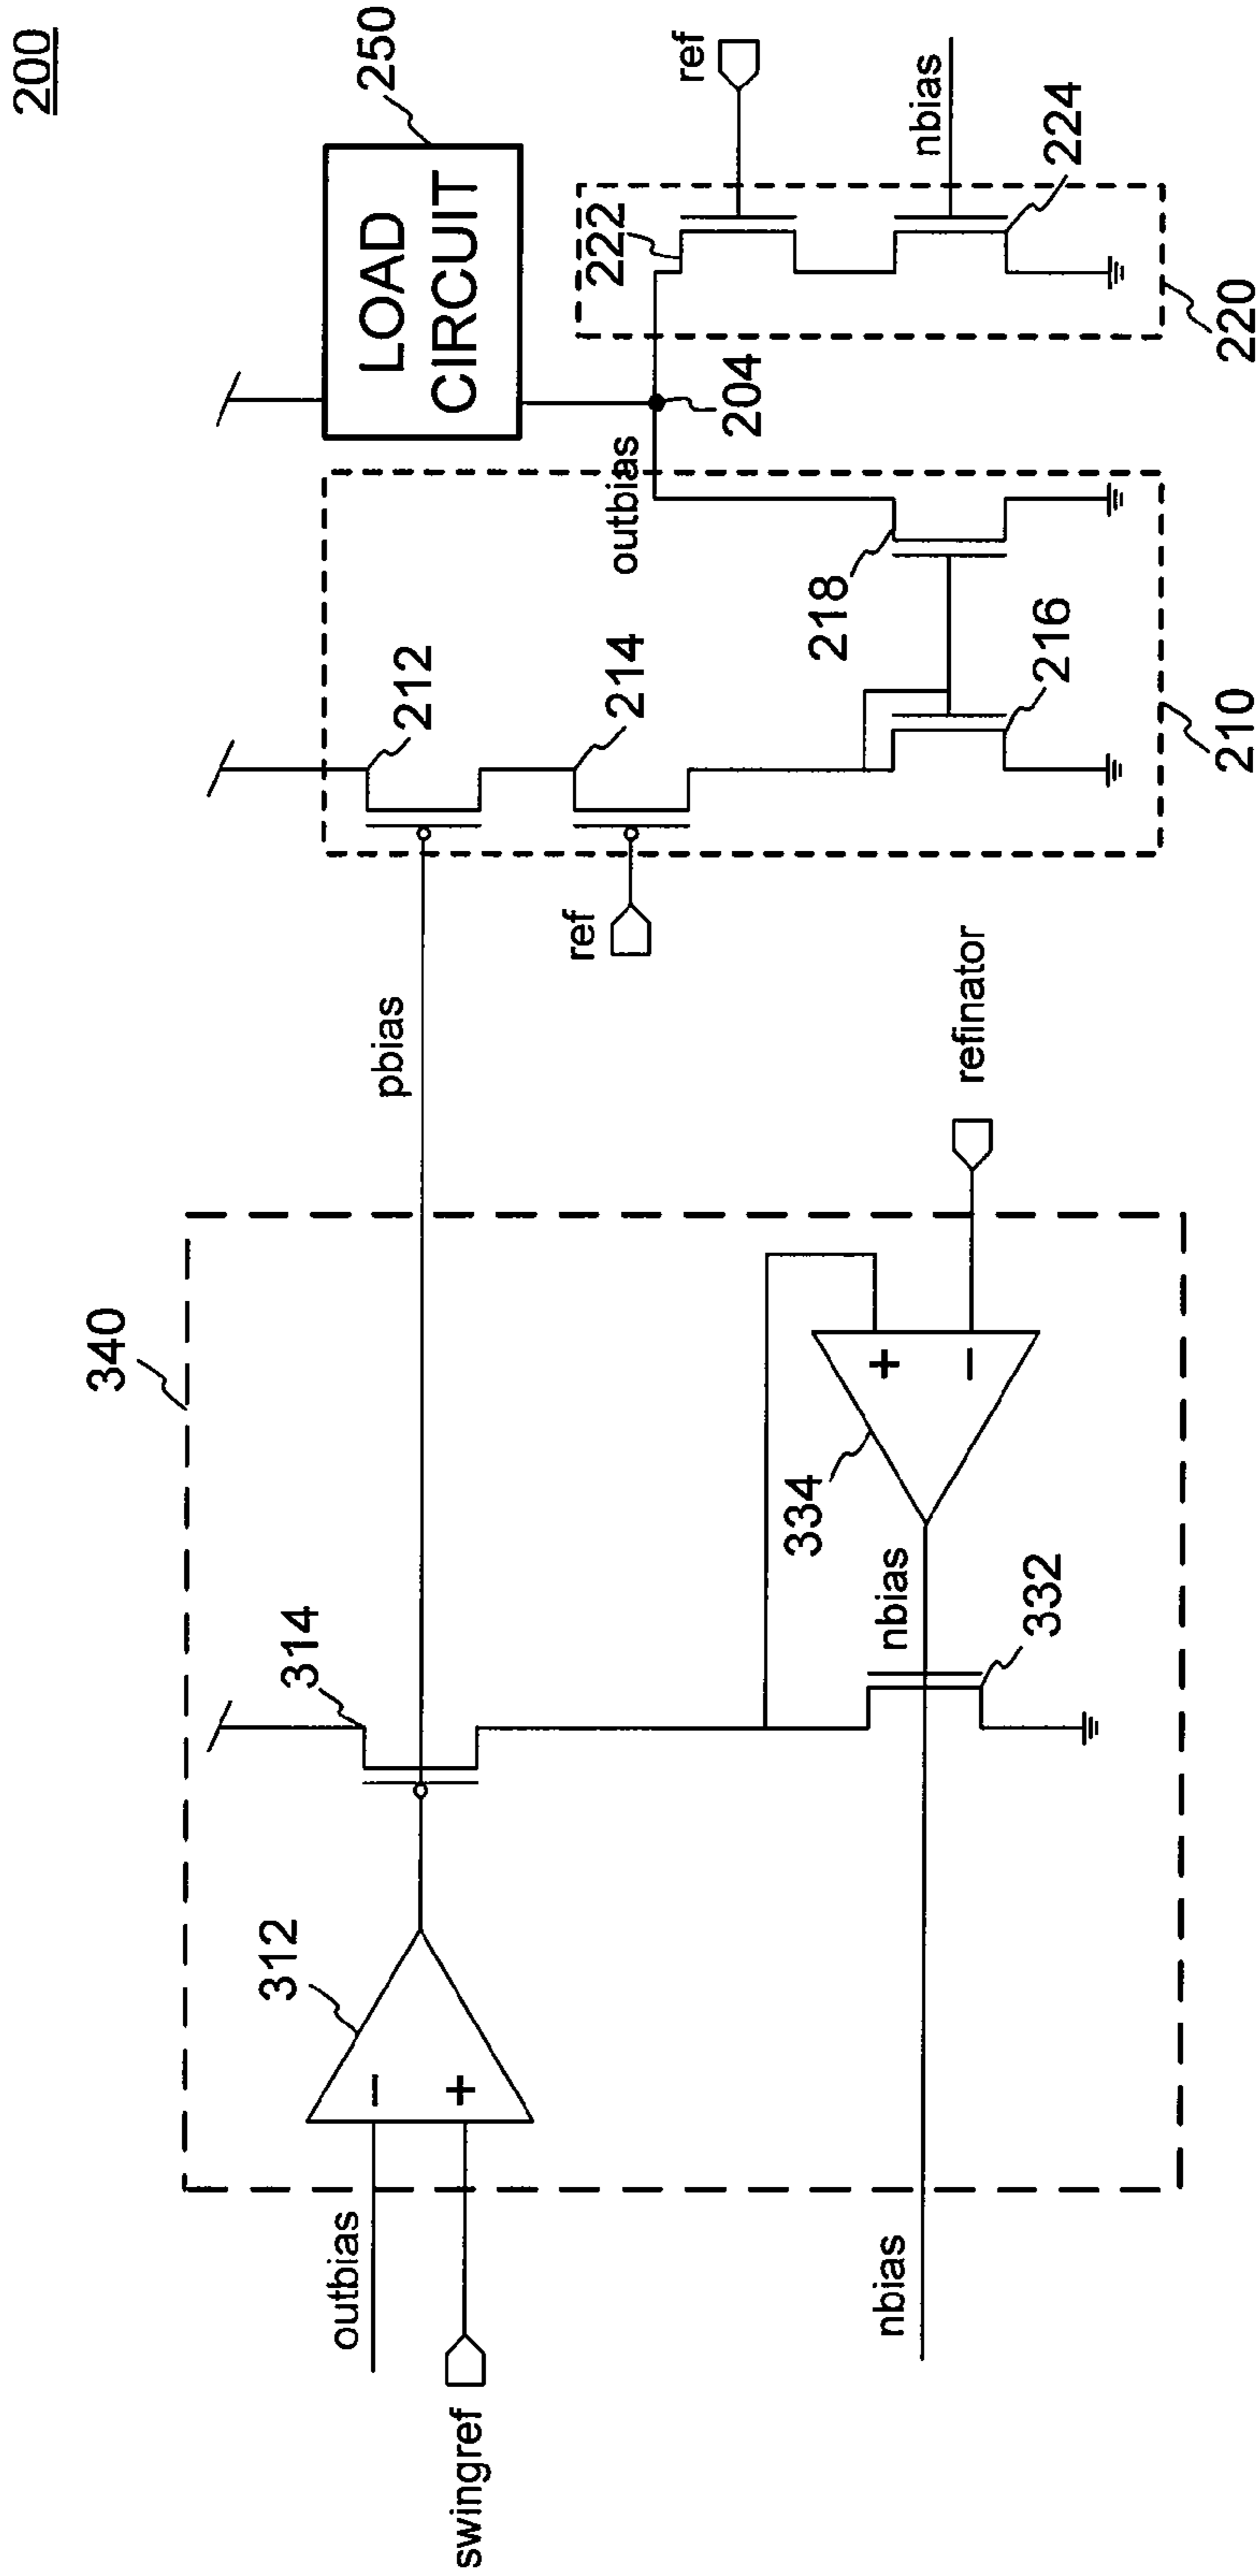 200
340
312
314
outbias
−
+
swingref
pbias
nbias
nbias
332
334
+
−
refinator
212
214
ref
218
216
210
outbias
204
LOAD
CIRCUIT
250
222
ref
nbias
224
220